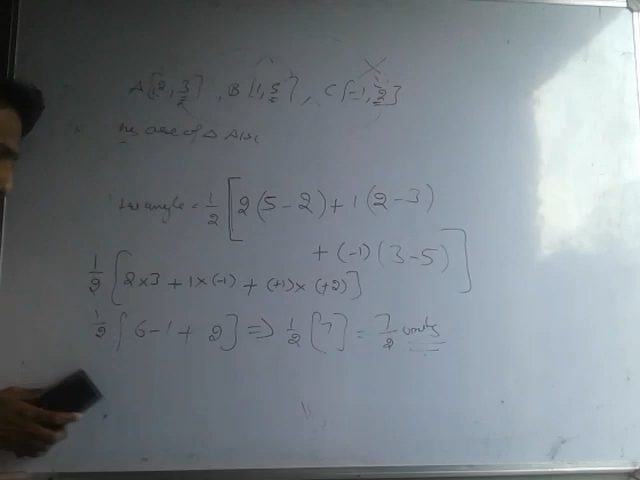 A[2, 3], B[1, 5], C[-1, 2]
area of Δ ABC
triangle = 1/2 [2(5-2)+1(2-3)
+(-1)(3-5)]
1/2 [2×3+1×(-1)+(+1)×(+2)]
1/2 [6-1+2] => 1/2 [7] = 7/2 units